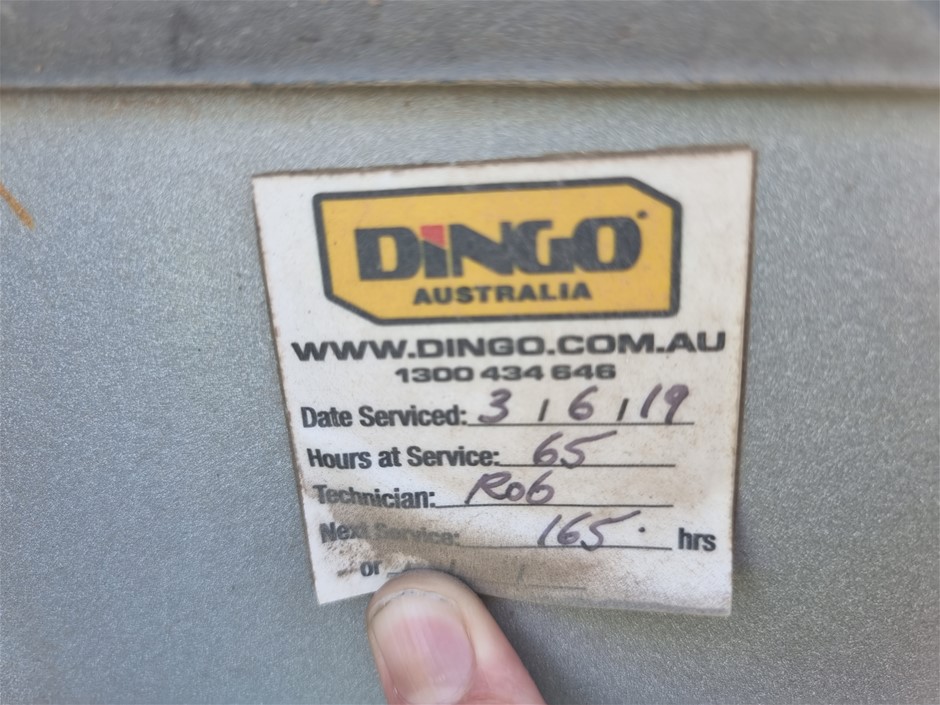 DINGO
AUSTRALIA
WWW.DINGO.COM.AU
1300 434 646
Date Serviced: 3 / 6 / 19
Hours at Service: 65
Technician: Rob
Next Service: 165 hrs
or / /